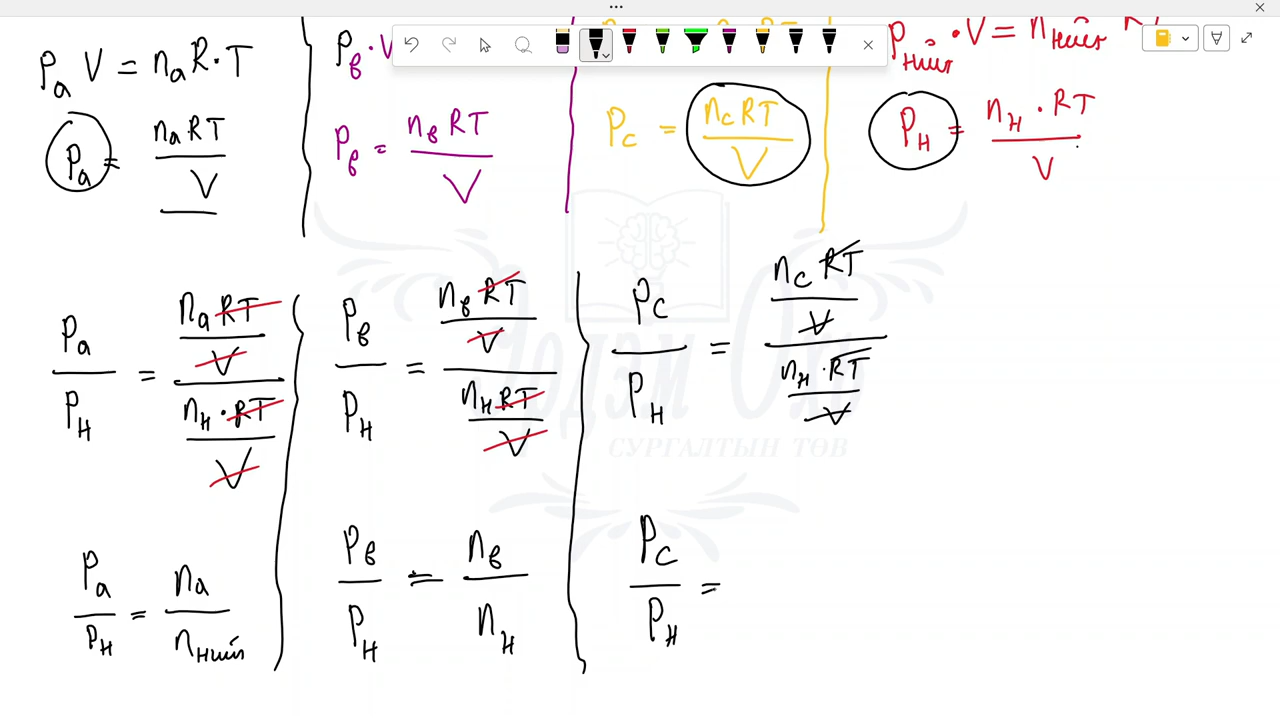 Pa V = na R·T
Pa = na RT / V
Pв · V
Pв = nв RT / V
Pc = nc RT / V
Pнийт · V = nнийт RT
Pн = nн · RT / V
Pa / Pн = (na RT / V) / (nн · RT / V)
Pв / Pн = (nв RT / V) / (nн RT / V)
Pc / Pн = (nc RT / V) / (nн · RT / V)
Pa / Pн = na / nнийт
Pв / Pн = nв / nн
Pc / Pн =
СУРГАЛТЫН ТӨВ